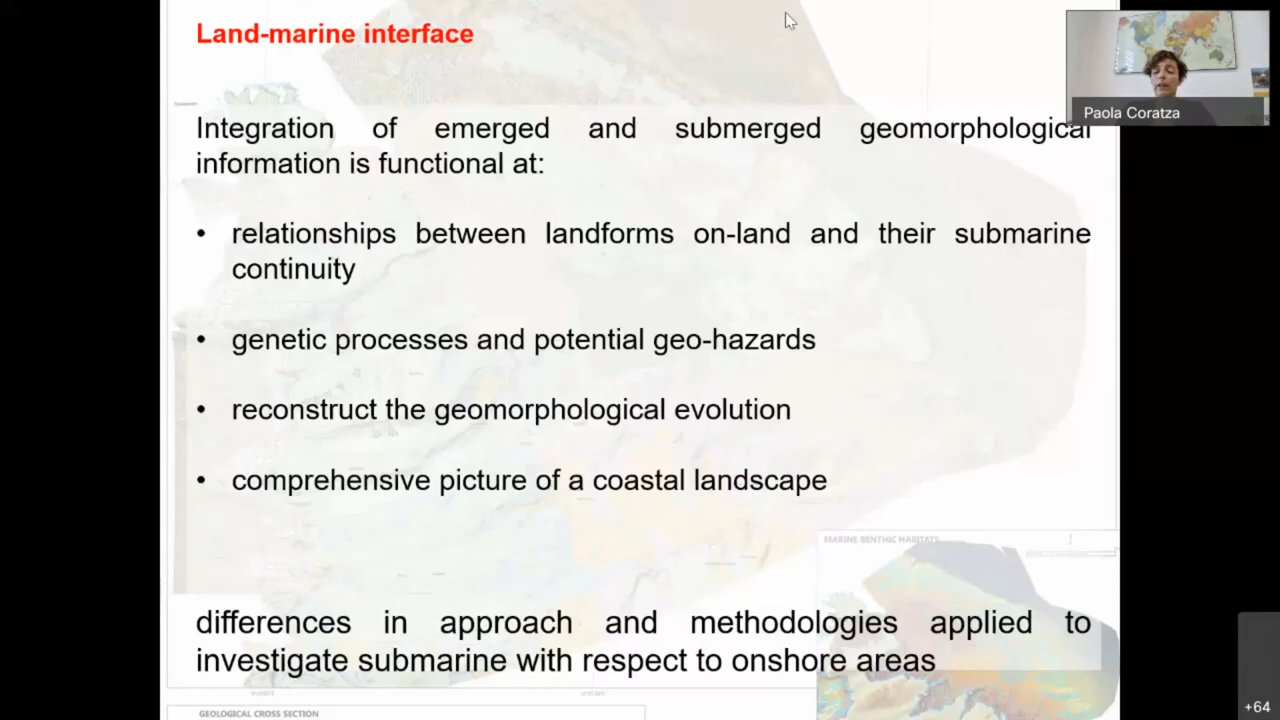 Land-marine interface
Paola Coratza
Integration of emerged and submerged geomorphological
information is functional at:
• relationships between landforms on-land and their submarine
continuity
• genetic processes and potential geo-hazards
• reconstruct the geomorphological evolution
• comprehensive picture of a coastal landscape
MARINE BENTHIC HABITATS
differences in approach and methodologies applied to
investigate submarine with respect to onshore areas
GEOLOGICAL CROSS SECTION
+64